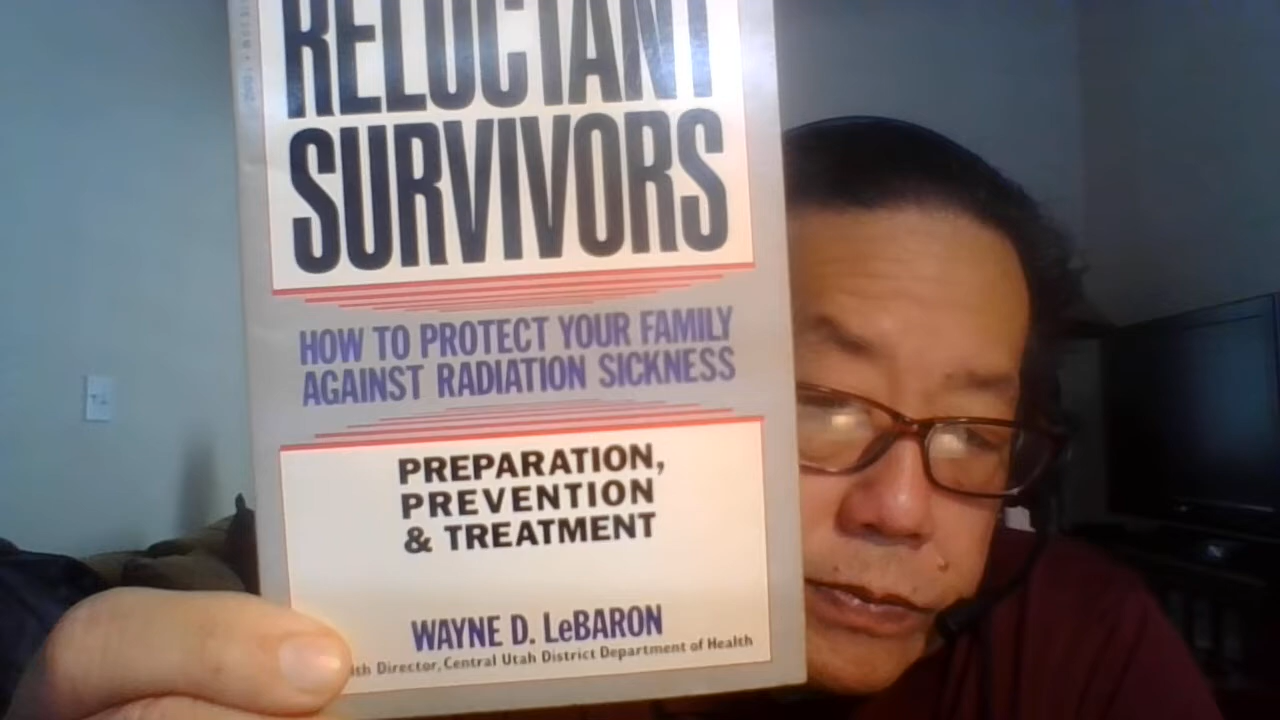 RELUCTANT
SURVIVORS
HOW TO PROTECT YOUR FAMILY
AGAINST RADIATION SICKNESS
PREPARATION,
PREVENTION
& TREATMENT
WAYNE D. LeBARON
Director, Central Utah District Department of Health